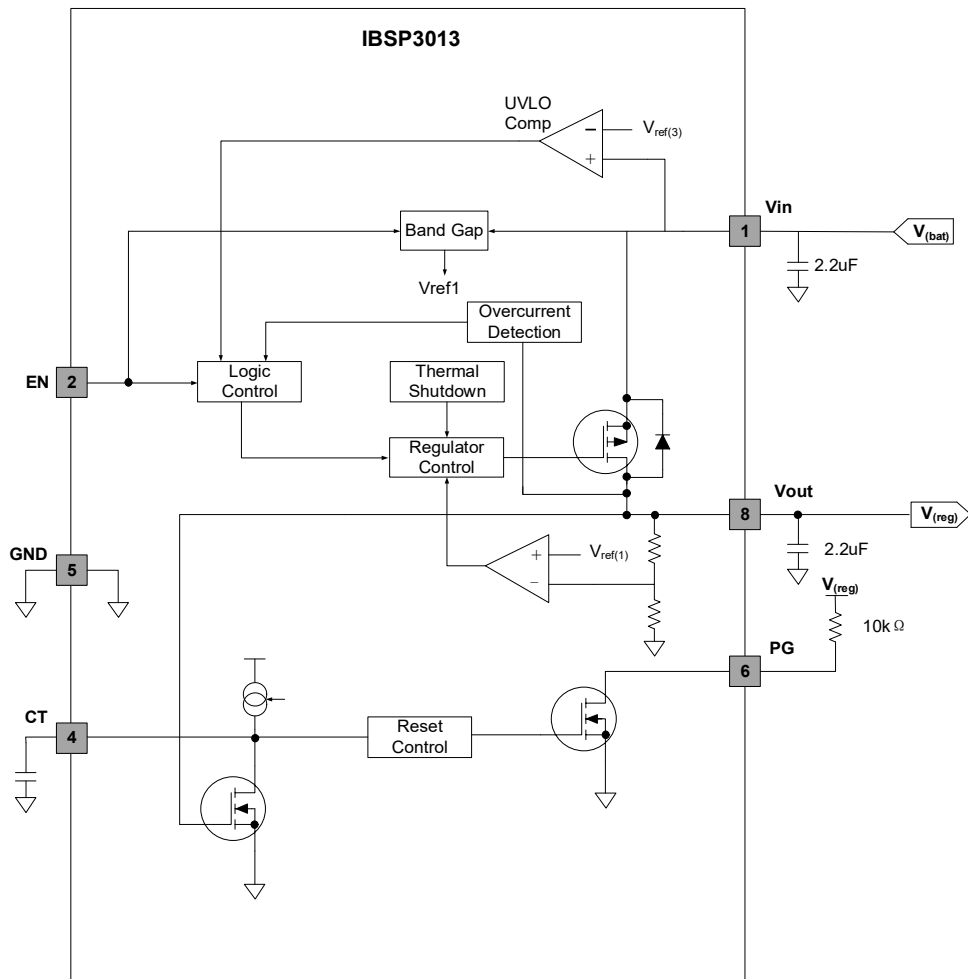 IBSP3013
UVLO
Comp
−
V_ref(3)
+
Vin
1
V_(bat)
2.2uF
Band Gap
Vref1
Overcurrent
Detection
EN
2
Logic
Control
Thermal
Shutdown
Regulator
Control
Vout
8
V_(reg)
2.2uF
GND
5
+
V_ref(1)
−
V_(reg)
10kΩ
PG
6
CT
4
Reset
Control